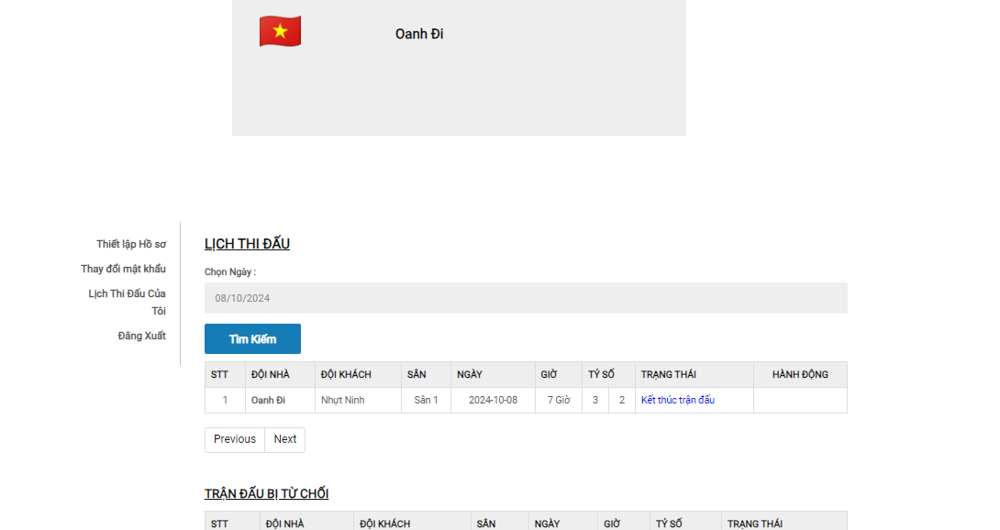 Oanh Đi
Thiết lập Hồ sơ
Thay đổi mật khẩu
Lịch Thi Đấu Của
Tôi
Đăng Xuất
LỊCH THI ĐẤU
Chọn Ngày :
08/10/2024
Tìm Kiếm
STT ĐỘI NHÀ ĐỘI KHÁCH SÂN NGÀY GIỜ TỶ SỐ TRẠNG THÁI HÀNH ĐỘNG
1 Oanh Đi Nhựt Ninh Sân 1 2024-10-08 7 Giờ 3 2 Kết thúc trận đấu
Previous Next
TRẬN ĐẤU BỊ TỪ CHỐI
STT ĐỘI NHÀ ĐỘI KHÁCH SÂN NGÀY GIỜ TỶ SỐ TRẠNG THÁI